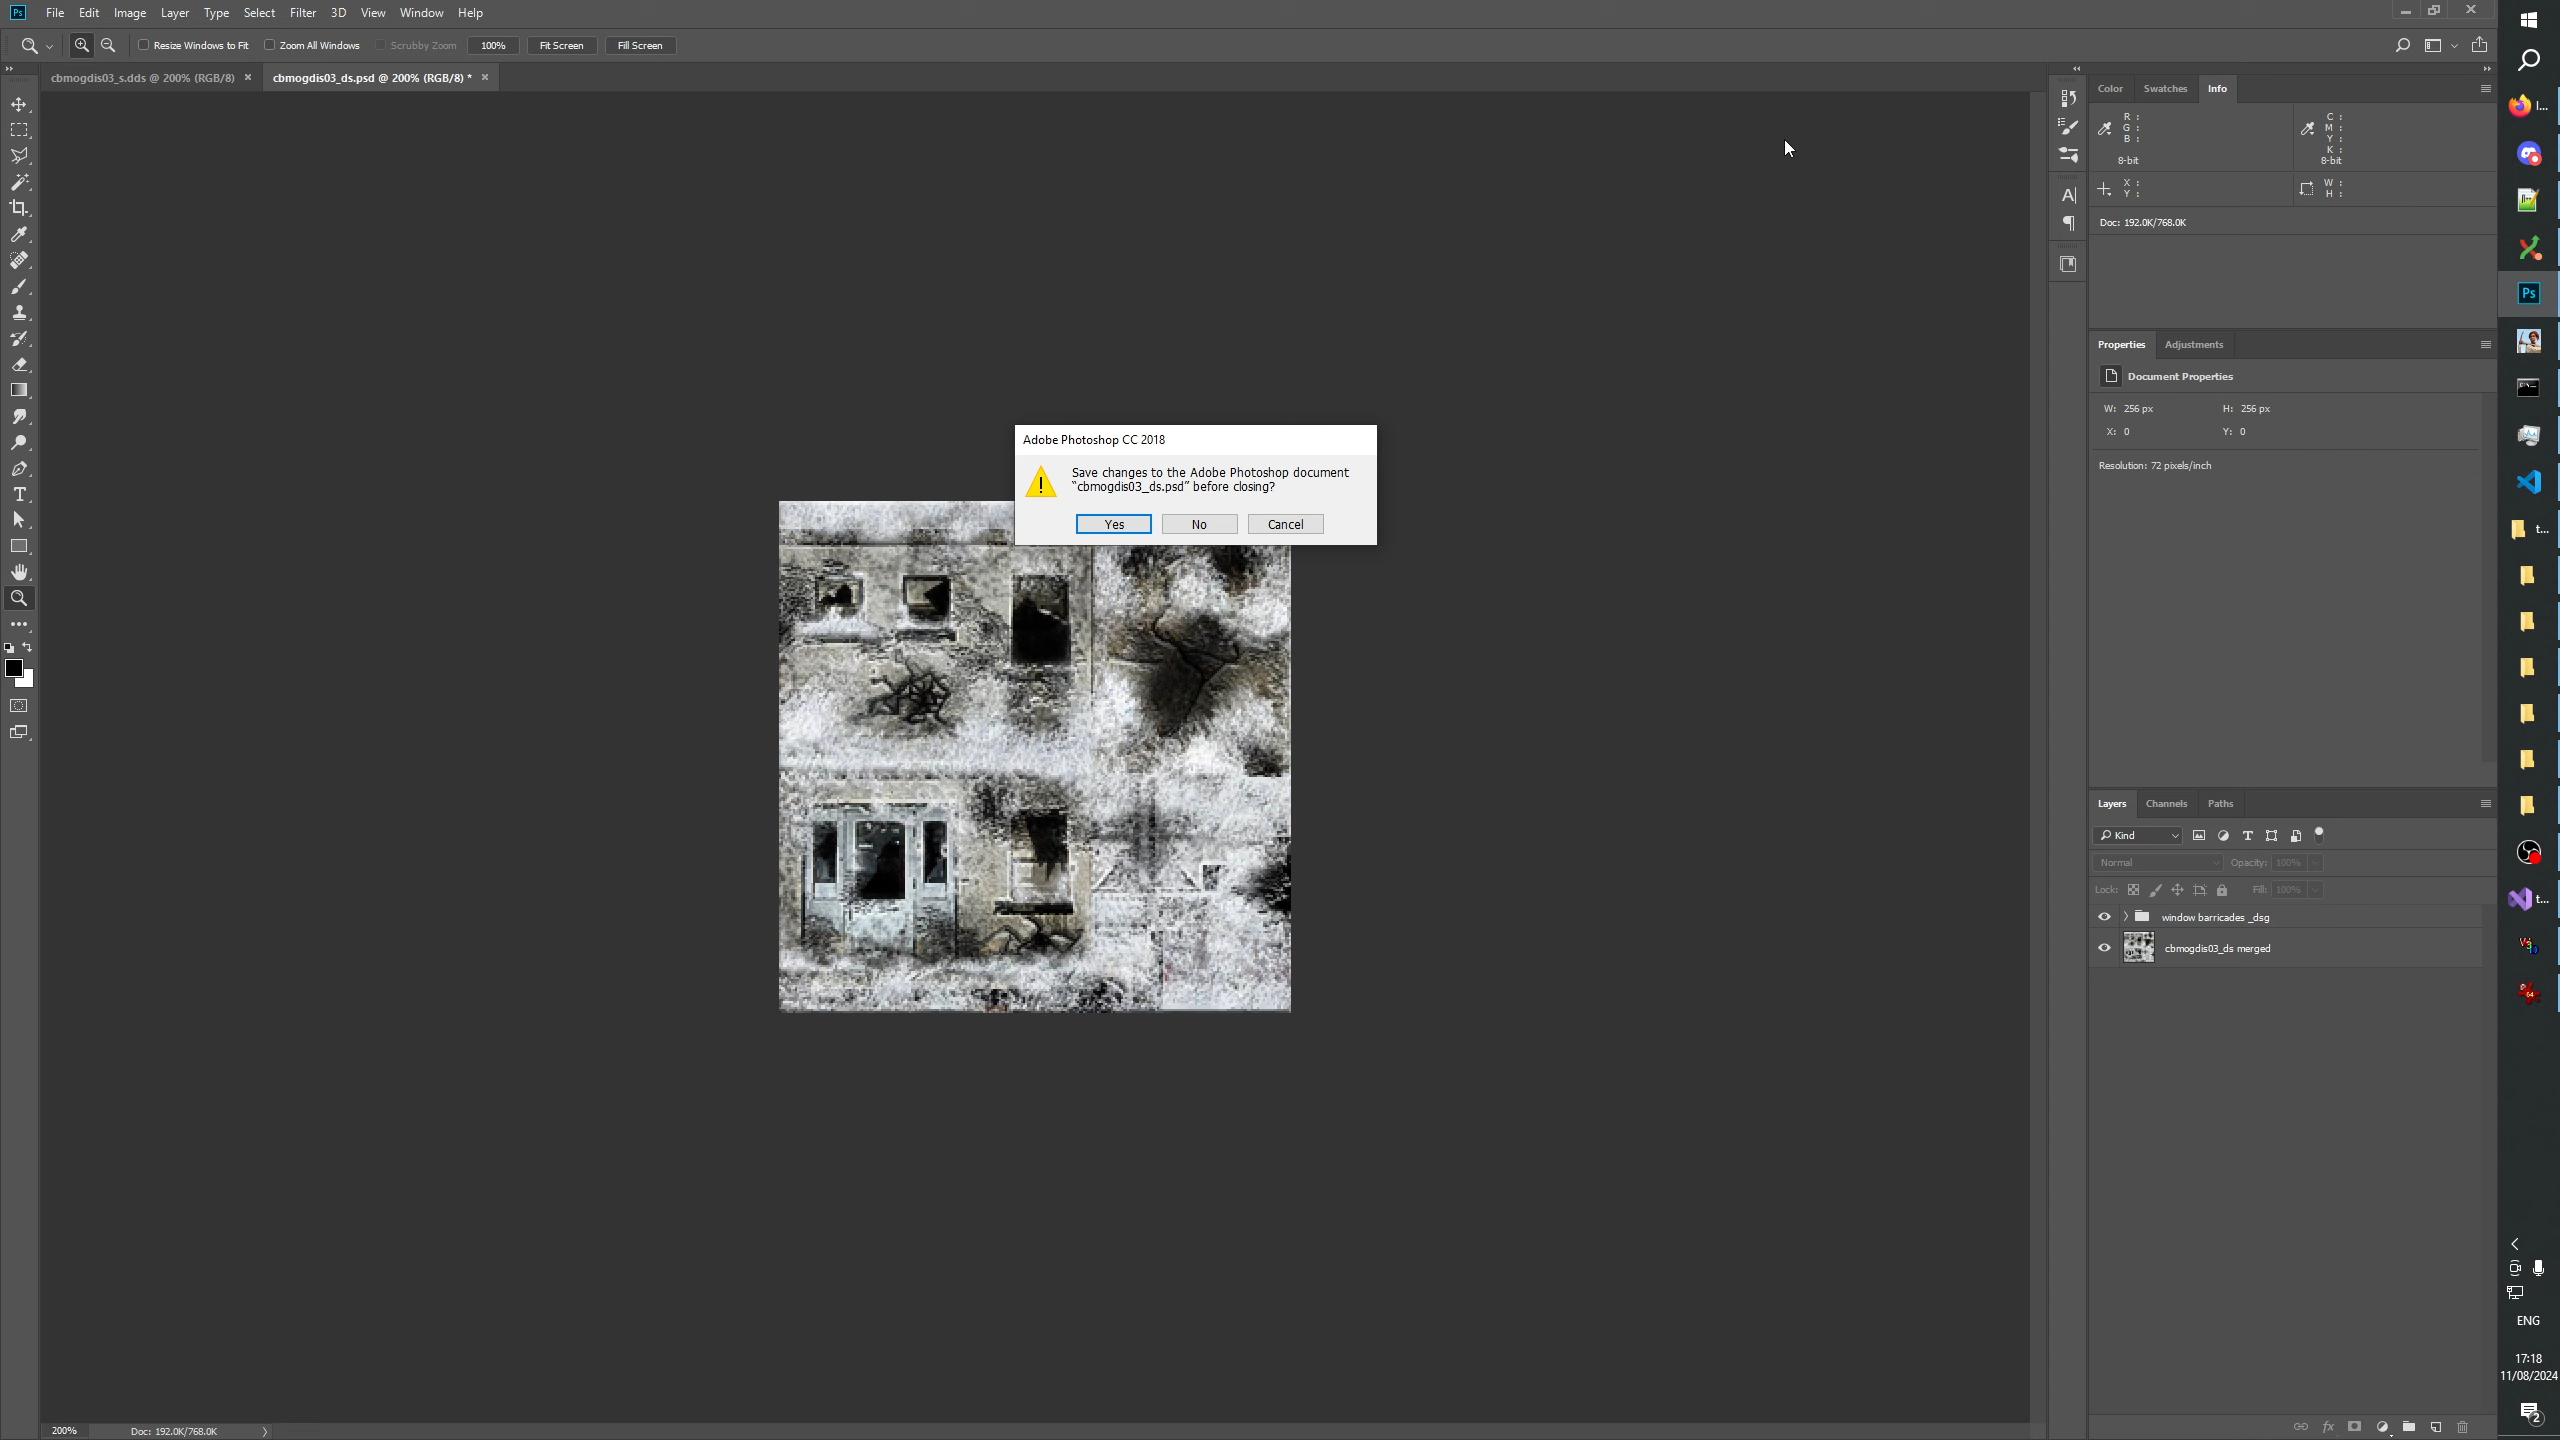 Ps File Edit Image Layer Type Select Filter 3D View Window Help
Resize Windows to Fit Zoom All Windows Scrubby Zoom 100% Fit Screen Fill Screen
cbmogdis03_s.dds @ 200% (RGB/8) × cbmogdis03_ds.psd @ 200% (RGB/8) * ×
Color Swatches Info
R : C :
G : M :
B : Y :
K :
8-bit 8-bit
X : W :
Y : H :
Doc: 192.0K/768.0K
Properties Adjustments
Document Properties
W: 256 px H: 256 px
X: 0 Y: 0
Resolution: 72 pixels/inch
Adobe Photoshop CC 2018
Save changes to the Adobe Photoshop document
“cbmogdis03_ds.psd” before closing?
Yes No Cancel
Layers Channels Paths
Kind
Normal Opacity: 100%
Lock: Fill: 100%
window barricades _dsg
cbmogdis03_ds merged
200% Doc: 192.0K/768.0K
I...
Ps
t...
t...
64
ENG
17:18
11/08/2024
2